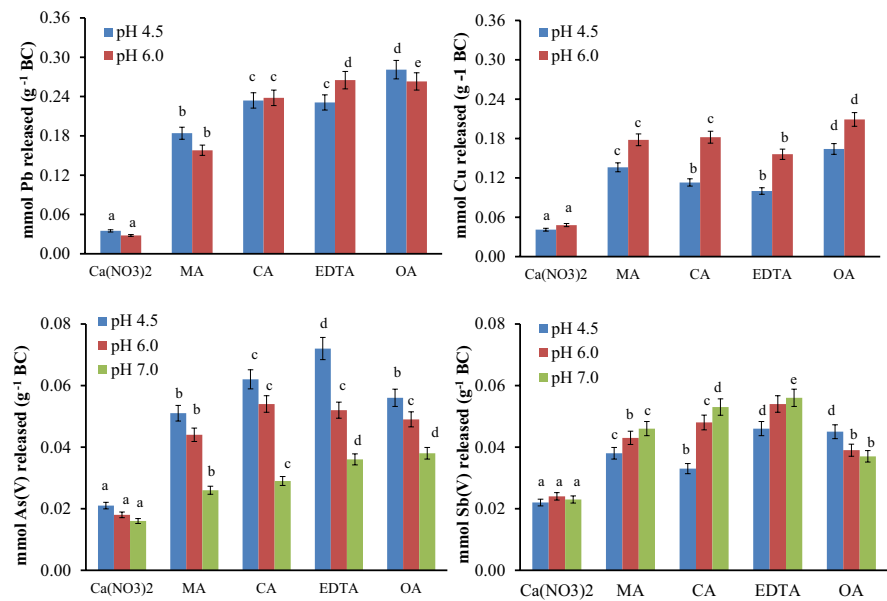 mmol Pb released (g⁻¹ BC)
0.36
0.30
0.24
0.18
0.12
0.06
0.00
pH 4.5
pH 6.0
a a b b c c c d d e
Ca(NO3)2 MA CA EDTA OA
mmol Cu released (g -1 BC)
0.36
0.30
0.24
0.18
0.12
0.06
0.00
pH 4.5
pH 6.0
a a c c b c b b d d
Ca(NO3)2 MA CA EDTA OA
mmol As(V) released (g⁻¹ BC)
0.08
0.06
0.04
0.02
0.00
pH 4.5
pH 6.0
pH 7.0
a a a b b b c c c d c d b c d
Ca(NO3)2 MA CA EDTA OA
mmol Sb(V) released (g⁻¹ BC)
0.08
0.06
0.04
0.02
0.00
pH 4.5
pH 6.0
pH 7.0
a a a c b c b c d d d e d b b
Ca(NO3)2 MA CA EDTA OA